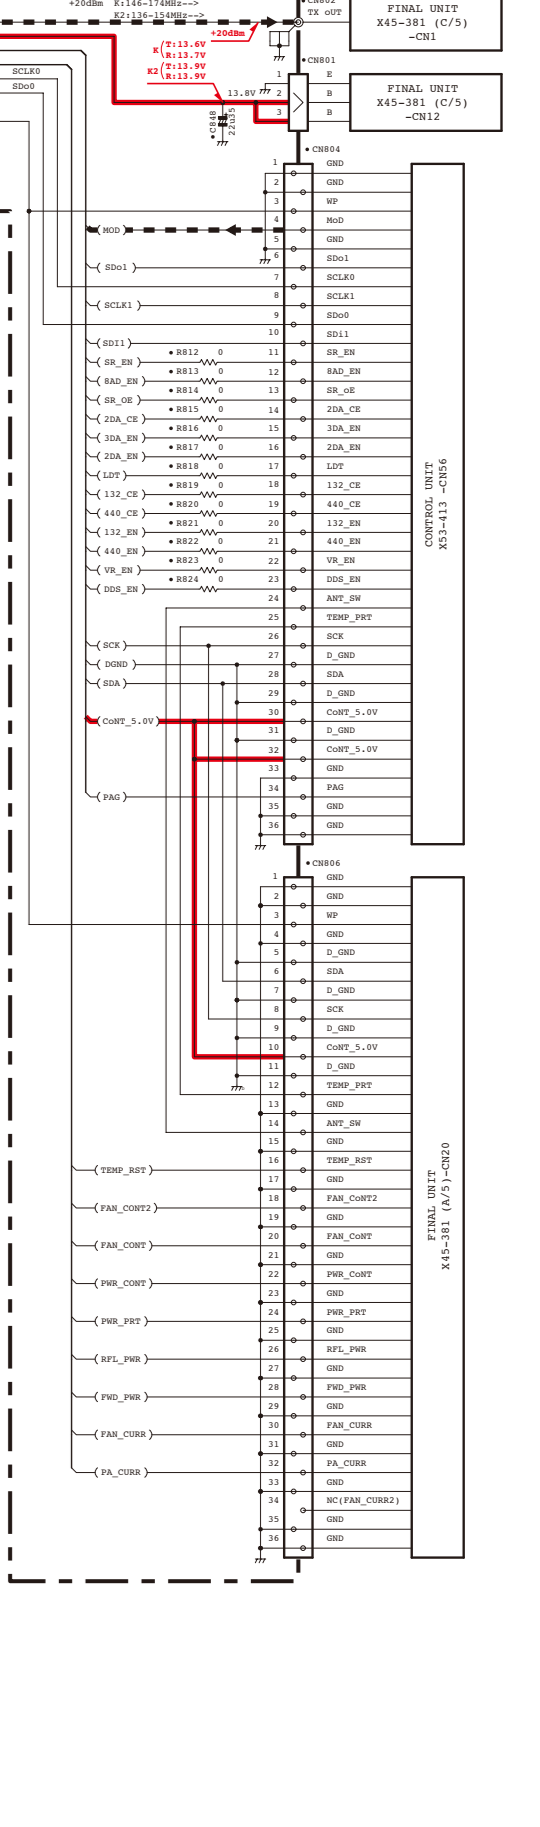 +20dBm K:146-174MHz-->
K2:136-154MHz-->
CN802
TX oUT
FINAL UNIT
X45-381 (C/5)
-CN1
+20dBm
K T:13.6V
R:13.7V
K2 T:13.9V
R:13.9V
CN801
SCLK0
SDo0
13.8V
C848
22u35
1 E
2 B
3 B
FINAL UNIT
X45-381 (C/5)
-CN12
CN804
1 GND
2 GND
3 WP
MOD 4 MoD
5 GND
SDo1 6 SDo1
7 SCLK0
SCLK1 8 SCLK1
9 SDo0
SDI1 10 SDi1
SR_EN R812 0 11 SR_EN
8AD_EN R813 0 12 8AD_EN
SR_OE R814 0 13 SR_oE
2DA_CE R815 0 14 2DA_CE
3DA_EN R816 0 15 3DA_EN
2DA_EN R817 0 16 2DA_EN
LDT R818 0 17 LDT
132_CE R819 0 18 132_CE
440_CE R820 0 19 440_CE
132_EN R821 0 20 132_EN
440_EN R822 0 21 440_EN
VR_EN R823 0 22 VR_EN
DDS_EN R824 0 23 DDS_EN
24 ANT_SW
25 TEMP_PRT
SCK 26 SCK
DGND 27 D_GND
SDA 28 SDA
29 D_GND
CoNT_5.0V 30 CoNT_5.0V
31 D_GND
32 CoNT_5.0V
33 GND
PAG 34 PAG
35 GND
36 GND
CONTROL UNIT
X53-413 -CN56
CN806
1 GND
2 GND
3 WP
4 GND
5 D_GND
6 SDA
7 D_GND
8 SCK
9 D_GND
10 CoNT_5.0V
11 D_GND
12 TEMP_PRT
13 GND
14 ANT_SW
15 GND
TEMP_RST 16 TEMP_RST
17 GND
FAN_CONT2 18 FAN_CoNT2
19 GND
FAN_CONT 20 FAN_CoNT
21 GND
PWR_CONT 22 PWR_CoNT
23 GND
PWR_PRT 24 PWR_PRT
25 GND
RFL_PWR 26 RFL_PWR
27 GND
FWD_PWR 28 FWD_PWR
29 GND
FAN_CURR 30 FAN_CURR
31 GND
PA_CURR 32 PA_CURR
33 GND
34 NC(FAN_CURR2)
35 GND
36 GND
FINAL UNIT
X45-381 (A/5)-CN20